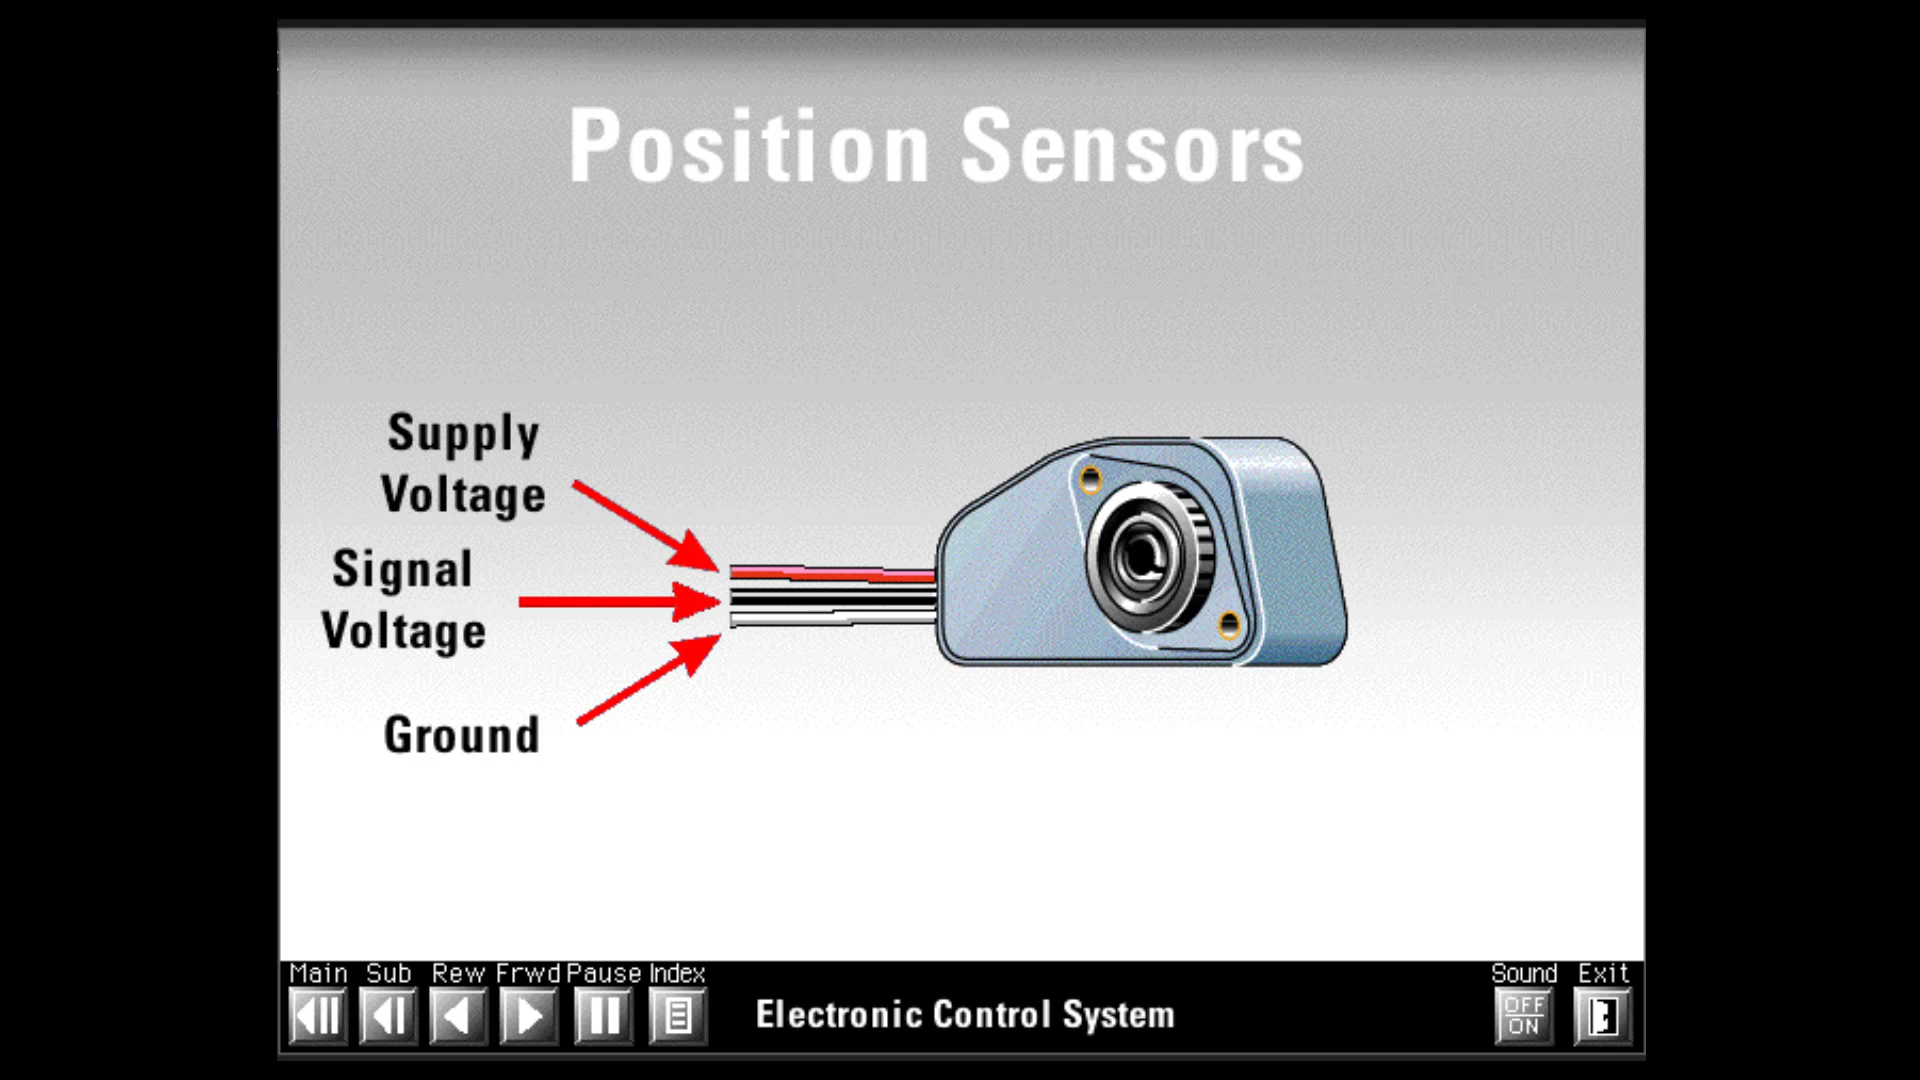 Position Sensors
Supply
Voltage
Signal
Voltage
Ground
Main Sub Rew Frwd Pause Index
Electronic Control System
Sound Exit
OFF
ON